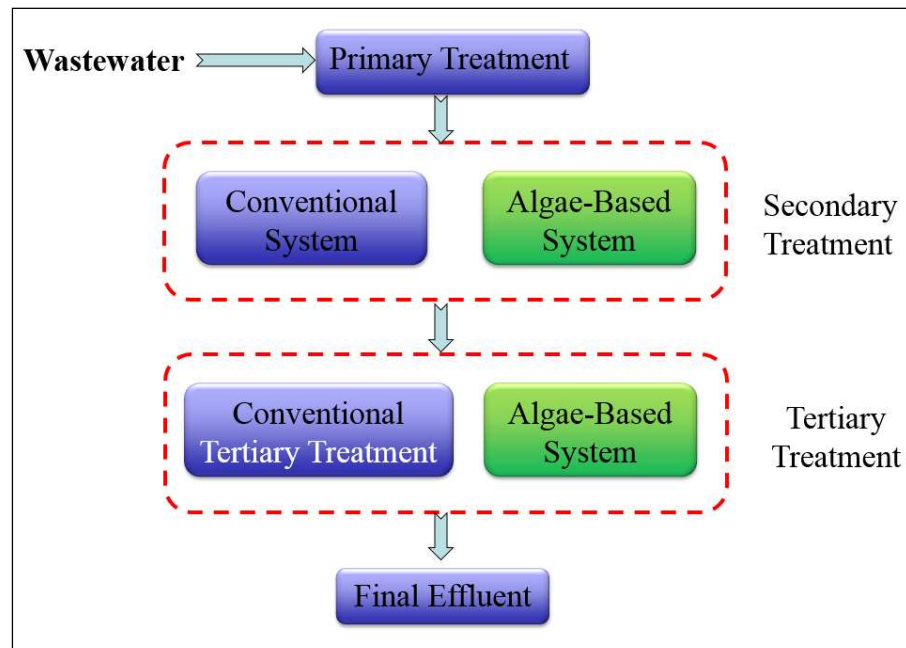 Wastewater
Primary Treatment
Conventional
System
Algae-Based
System
Secondary
Treatment
Conventional
Tertiary Treatment
Algae-Based
System
Tertiary
Treatment
Final Effluent